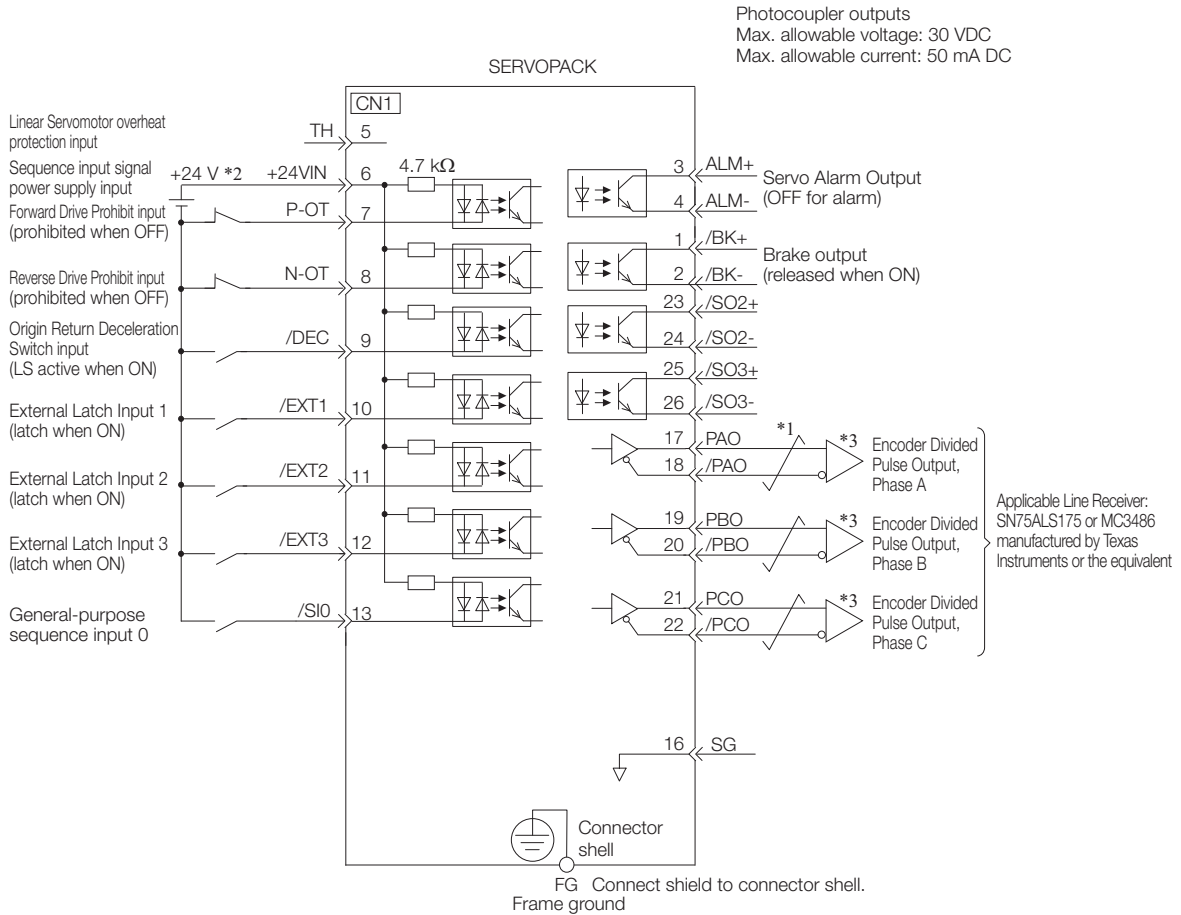 Photocoupler outputs
Max. allowable voltage: 30 VDC
Max. allowable current: 50 mA DC
SERVOPACK
CN1
Linear Servomotor overheat
protection input
TH 5
Sequence input signal
power supply input
+24 V *2 +24VIN 6 4.7 kΩ
Forward Drive Prohibit input
(prohibited when OFF)
P-OT 7
Reverse Drive Prohibit input
(prohibited when OFF)
N-OT 8
Origin Return Deceleration
Switch input
(LS active when ON)
/DEC 9
External Latch Input 1
(latch when ON)
/EXT1 10
External Latch Input 2
(latch when ON)
/EXT2 11
External Latch Input 3
(latch when ON)
/EXT3 12
General-purpose
sequence input 0
/SI0 13
3 ALM+
4 ALM-
Servo Alarm Output
(OFF for alarm)
1 /BK+
2 /BK-
Brake output
(released when ON)
23 /SO2+
24 /SO2-
25 /SO3+
26 /SO3-
17 PAO
18 /PAO
*1
*3
Encoder Divided
Pulse Output,
Phase A
19 PBO
20 /PBO
*3
Encoder Divided
Pulse Output,
Phase B
21 PCO
22 /PCO
*3
Encoder Divided
Pulse Output,
Phase C
Applicable Line Receiver:
SN75ALS175 or MC3486
manufactured by Texas
Instruments or the equivalent
16 SG
Connector
shell
FG Connect shield to connector shell.
Frame ground